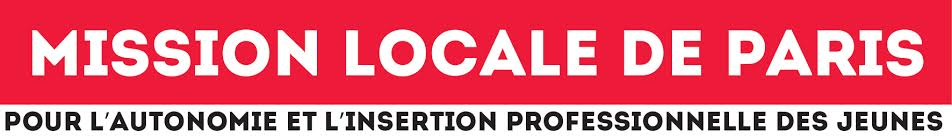 MISSION LOCALE DE PARIS
POUR L'AUTONOMIE ET L'INSERTION PROFESSIONNELLE DES JEUNES